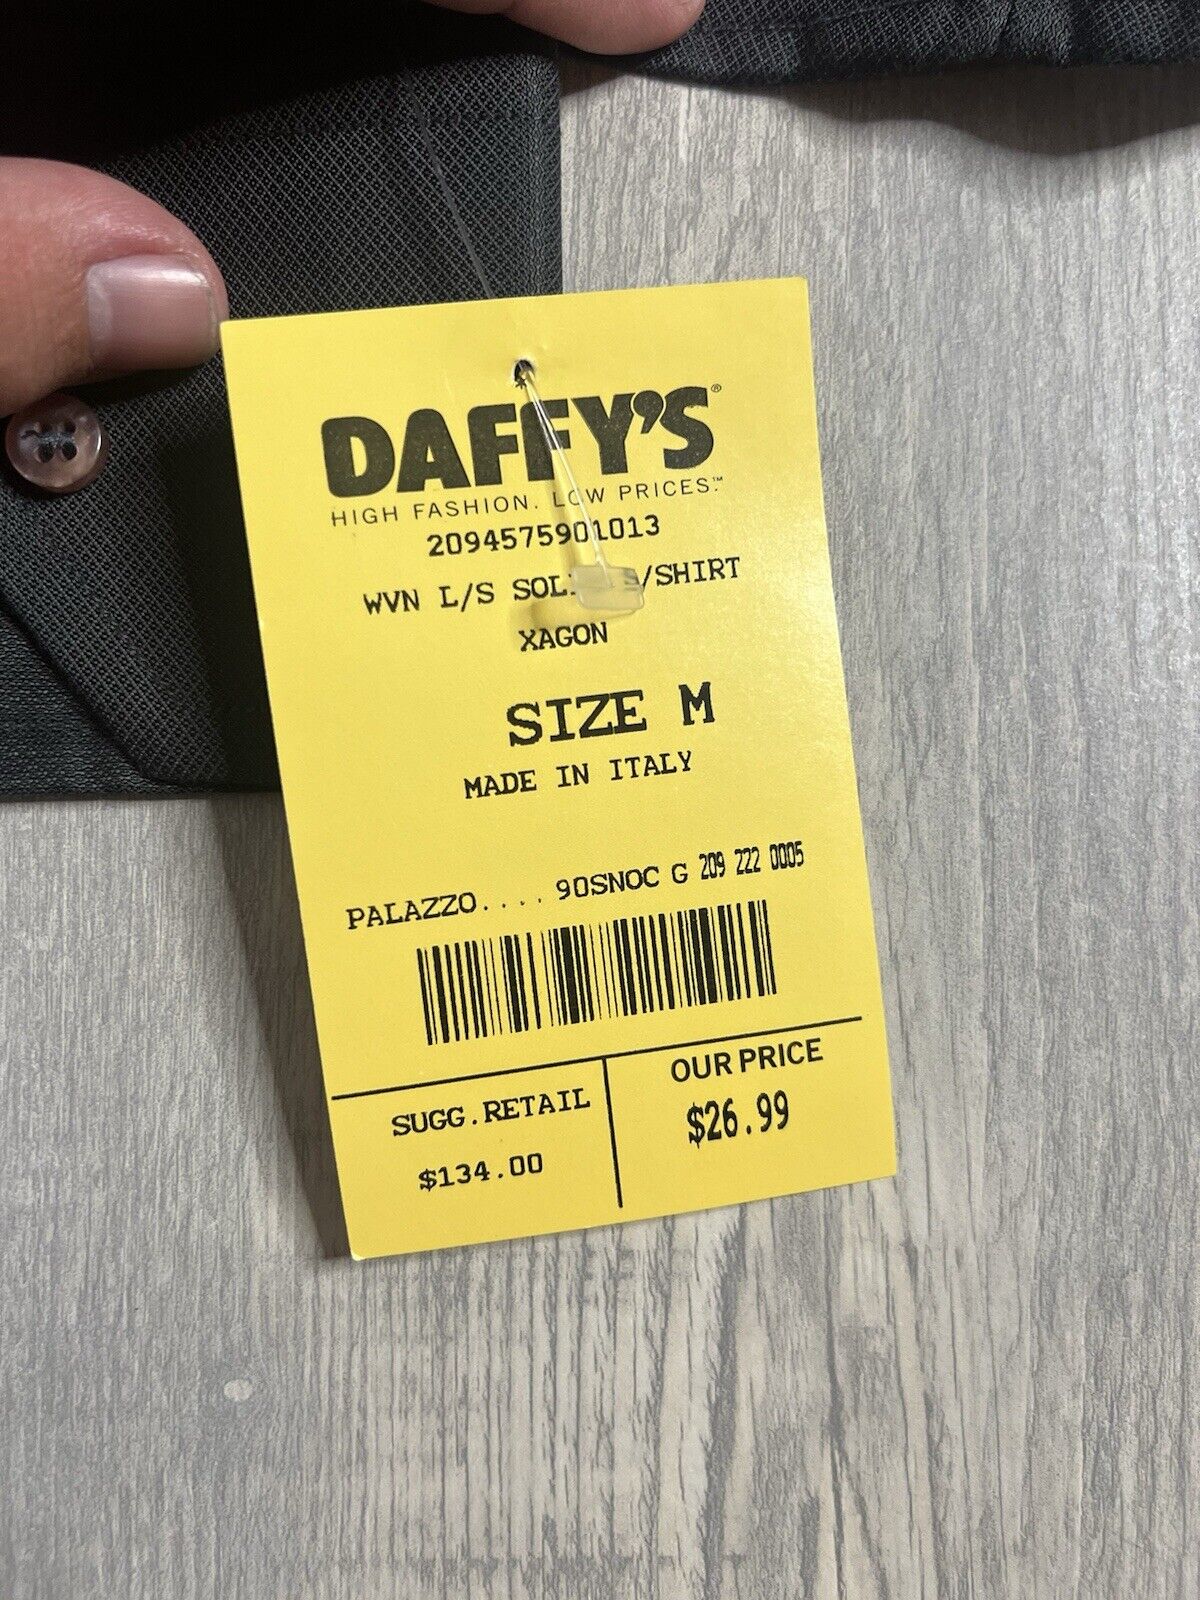 DAFFY'S®
HIGH FASHION. LOW PRICES.™
2094575901013
WVN L/S S/SHIRT
XAGON
SIZE M
MADE IN ITALY
PALAZZO.... 90SNOC G 209 222 0005
SUGG.RETAIL
$134.00
OUR PRICE
$26.99